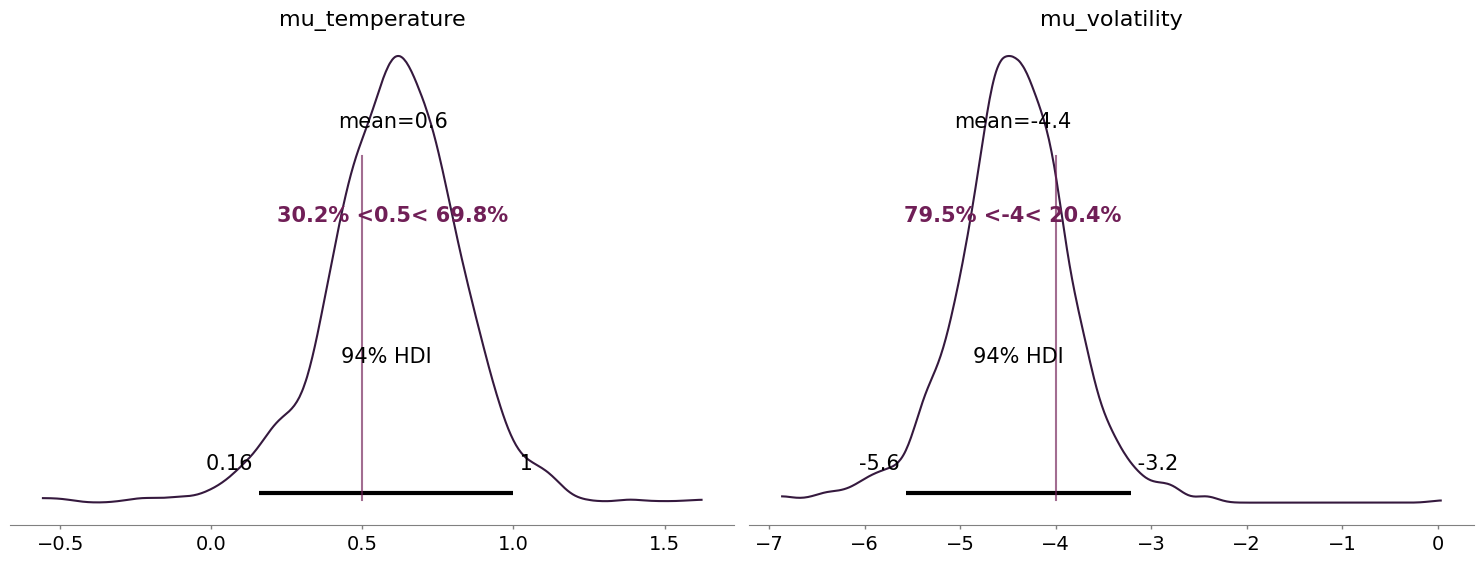 mu_temperature
mean=0.6
30.2% <0.5< 69.8%
94% HDI
0.16
1
−0.5
0.0
0.5
1.0
1.5
mu_volatility
mean=-4.4
79.5% <-4< 20.4%
94% HDI
-5.6
-3.2
−7
−6
−5
−4
−3
−2
−1
0